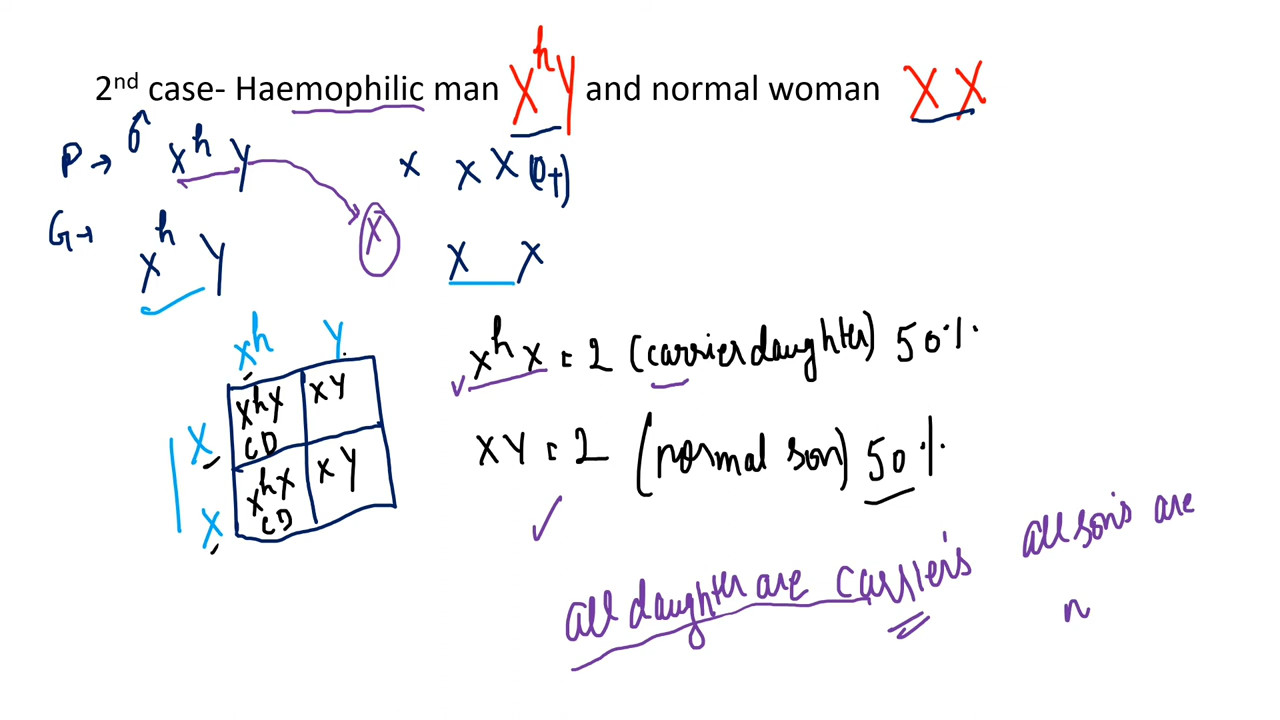 2nd case- Haemophilic man XʰY and normal woman XX
P → ♂ Xʰ Y × XX
G → Xʰ Y X X X
Xʰ Y
X XʰX CD XY
X XʰX CD XY
XʰX = 2 (carrier daughter) 50%
XY = 2 (normal son) 50%
all daughter are carriers all sons are
n